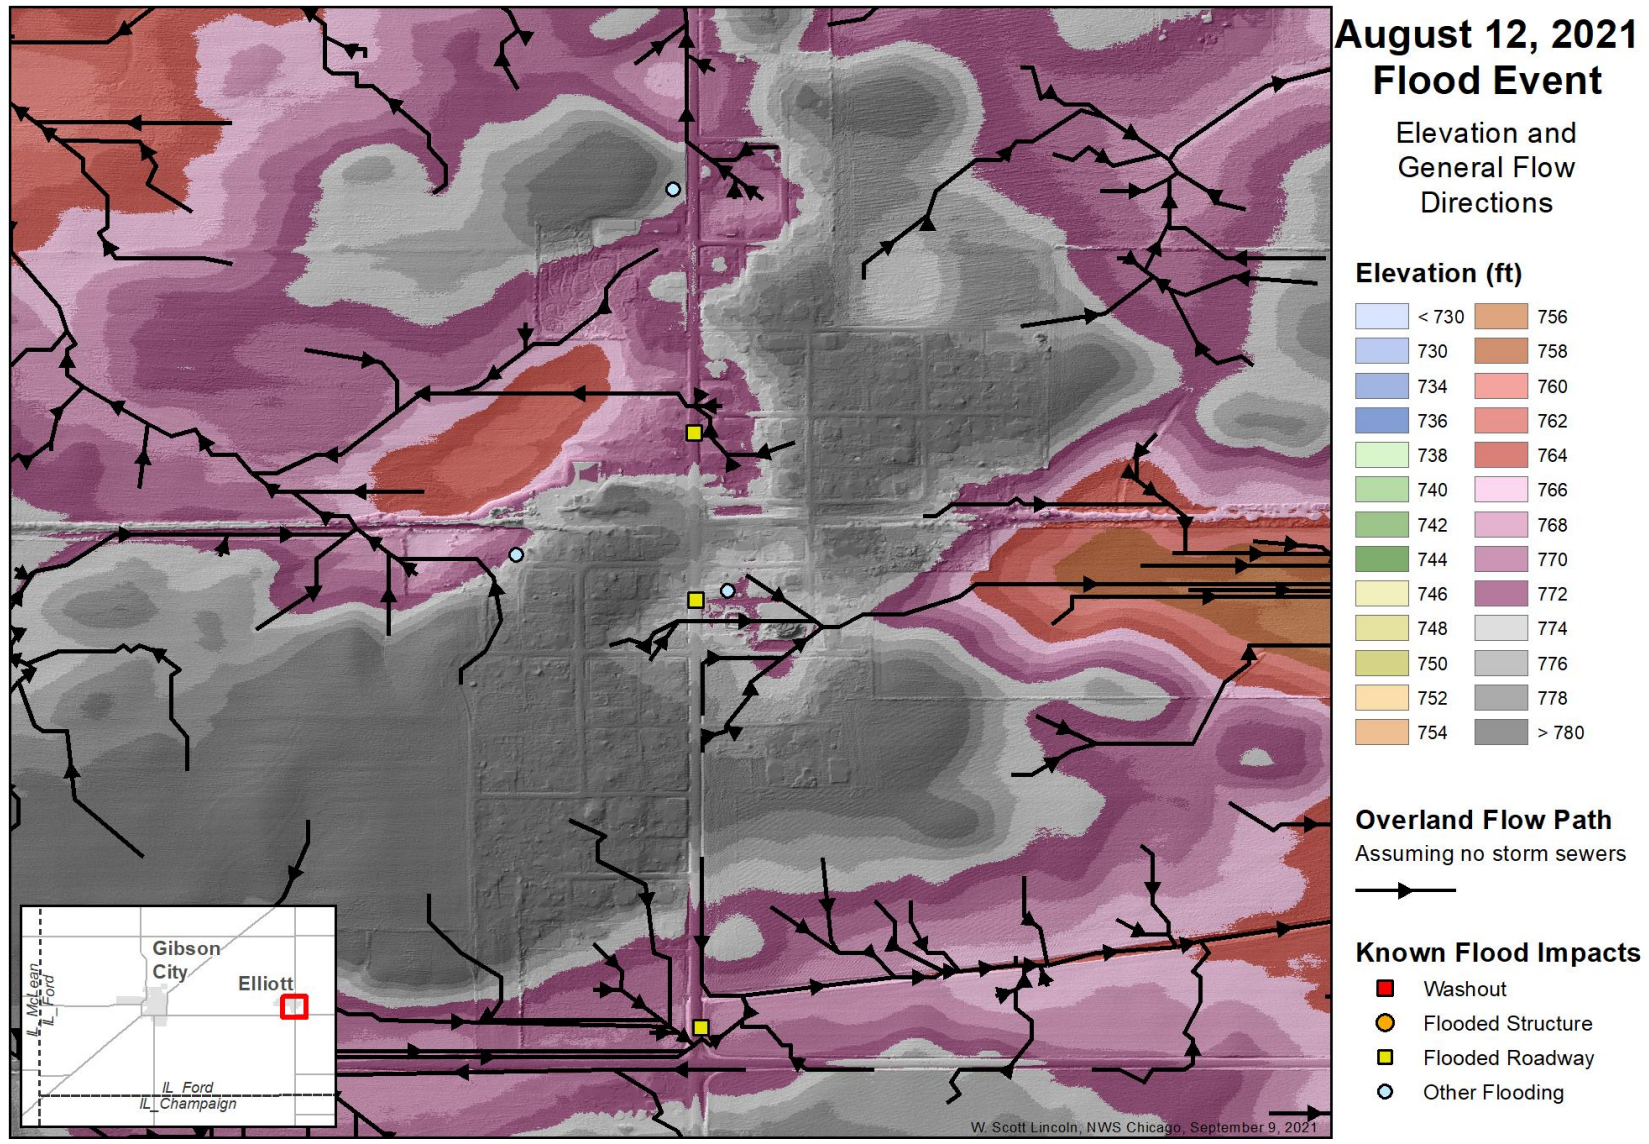 August 12, 2021
Flood Event
Elevation and
General Flow
Directions
Elevation (ft)
< 730
730
734
736
738
740
742
744
746
748
750
752
754
756
758
760
762
764
766
768
770
772
774
776
778
> 780
Overland Flow Path
Assuming no storm sewers
Known Flood Impacts
Washout
Flooded Structure
Flooded Roadway
Other Flooding
Gibson
City
Elliott
IL_McLean
IL_Ford
IL_Ford
IL_Champaign
W. Scott Lincoln, NWS Chicago, September 9, 2021